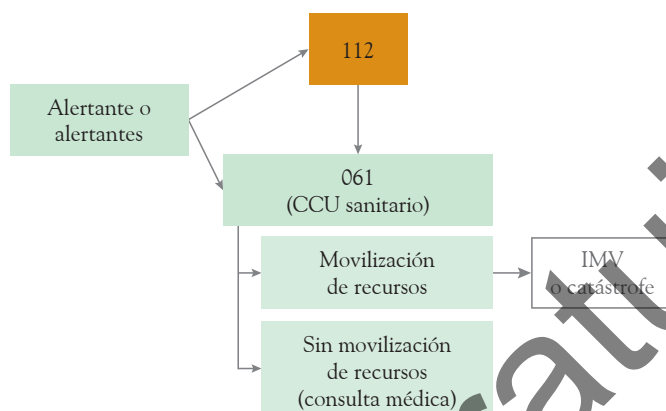 112
Alertante o
alertantes
061
(CCU sanitario)
Movilización
de recursos
IMV
o catástrofe
Sin movilización
de recursos
(consulta médica)